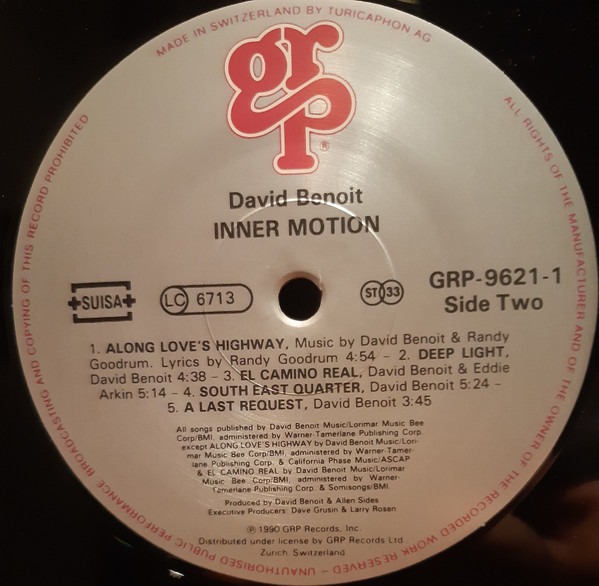 MADE IN SWITZERLAND BY TURICAPHON AG
grp
®
David Benoit
INNER MOTION
SUISA
LC 6713
ST 33
GRP-9621-1
Side Two
1. ALONG LOVE'S HIGHWAY, Music by David Benoit & Randy
Goodrum. Lyrics by Randy Goodrum 4:54 – 2. DEEP LIGHT,
David Benoit 4:38 – 3. EL CAMINO REAL, David Benoit & Eddie
Arkin 5:14 – 4. SOUTH EAST QUARTER, David Benoit 5:24 –
5. A LAST REQUEST, David Benoit 3:45
All songs published by David Benoit Music/Lorimar Music Bee
Corp/BMI, administered by Warner-Tamerlane Publishing Corp.
except ALONG LOVE'S HIGHWAY by David Benoit Music/Lori-
mar Music Bee Corp/BMI, administered by Warner-Tamer-
lane Publishing Corp. & California Phase Music/ASCAP
& EL CAMINO REAL by David Benoit Music/Lorimar
Music Bee Corp/BMI, administered by Warner-
Tamerlane Publishing Corp. & Somisongs/BMI.
Produced by David Benoit & Allen Sides
Executive Producers: Dave Grusin & Larry Rosen
℗ 1990 GRP Records, Inc.
Distributed under license by GRP Records Ltd.
Zürich, Switzerland
ALL RIGHTS OF THE MANUFACTURER AND OF THE OWNER OF THE RECORDED WORK RESERVED – UNAUTHORISED PUBLIC PERFORMANCE BROADCASTING AND COPYING OF THIS RECORD PROHIBITED